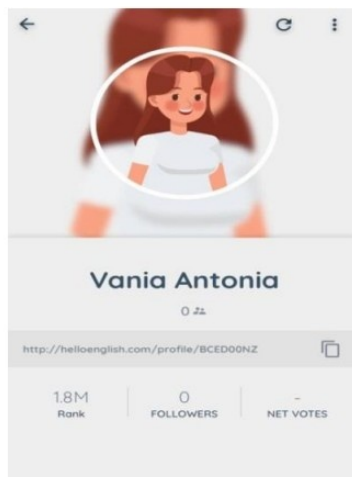 Vania Antonia
0
http://helloenglish.com/profile/BCED00NZ
1.8M 0 -
Rank FOLLOWERS NET VOTES